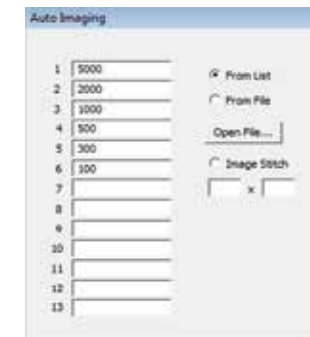 Auto Imaging
1 5000
2 2000
3 1000
4 500
5 300
6 100
7
8
9
10
11
12
13
From List
From File
Open File...
Image Stitch
x